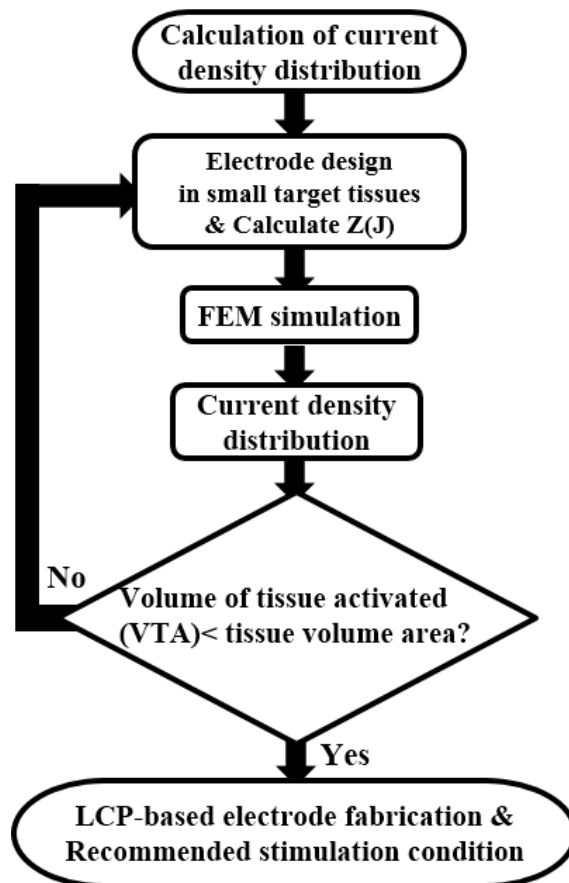 Calculation of current
density distribution
Electrode design
in small target tissues
& Calculate Z(J)
FEM simulation
Current density
distribution
No
Volume of tissue activated
(VTA)< tissue volume area?
Yes
LCP-based electrode fabrication &
Recommended stimulation condition